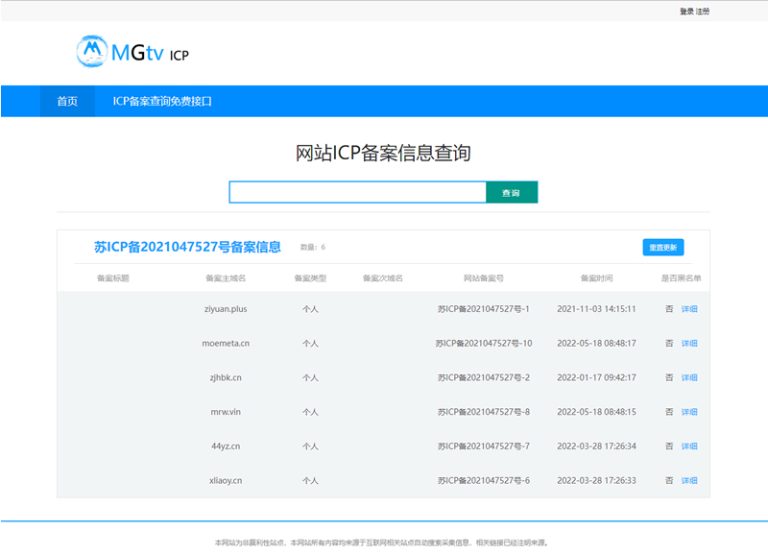 登录 注册
MGtv ICP
首页 ICP备案查询免费接口
网站ICP备案信息查询
查询
苏ICP备2021047527号备案信息 数量：6 重查更新
备案标题 备案主域名 备案类型 备案次域名 网站备案号 备案时间 是否黑名单
ziyuan.plus 个人 苏ICP备2021047527号-1 2021-11-03 14:15:11 否 详细
moemeta.cn 个人 苏ICP备2021047527号-10 2022-05-18 08:48:17 否 详细
zjhbk.cn 个人 苏ICP备2021047527号-2 2022-01-17 09:42:17 否 详细
mrw.vin 个人 苏ICP备2021047527号-8 2022-05-18 08:48:15 否 详细
44yz.cn 个人 苏ICP备2021047527号-7 2022-03-28 17:26:34 否 详细
xliaoy.cn 个人 苏ICP备2021047527号-6 2022-03-28 17:26:33 否 详细
本网站为非赢利性站点，本网站所有内容均来源于互联网相关站点自动搜索采集信息，相关链接已经注明来源。